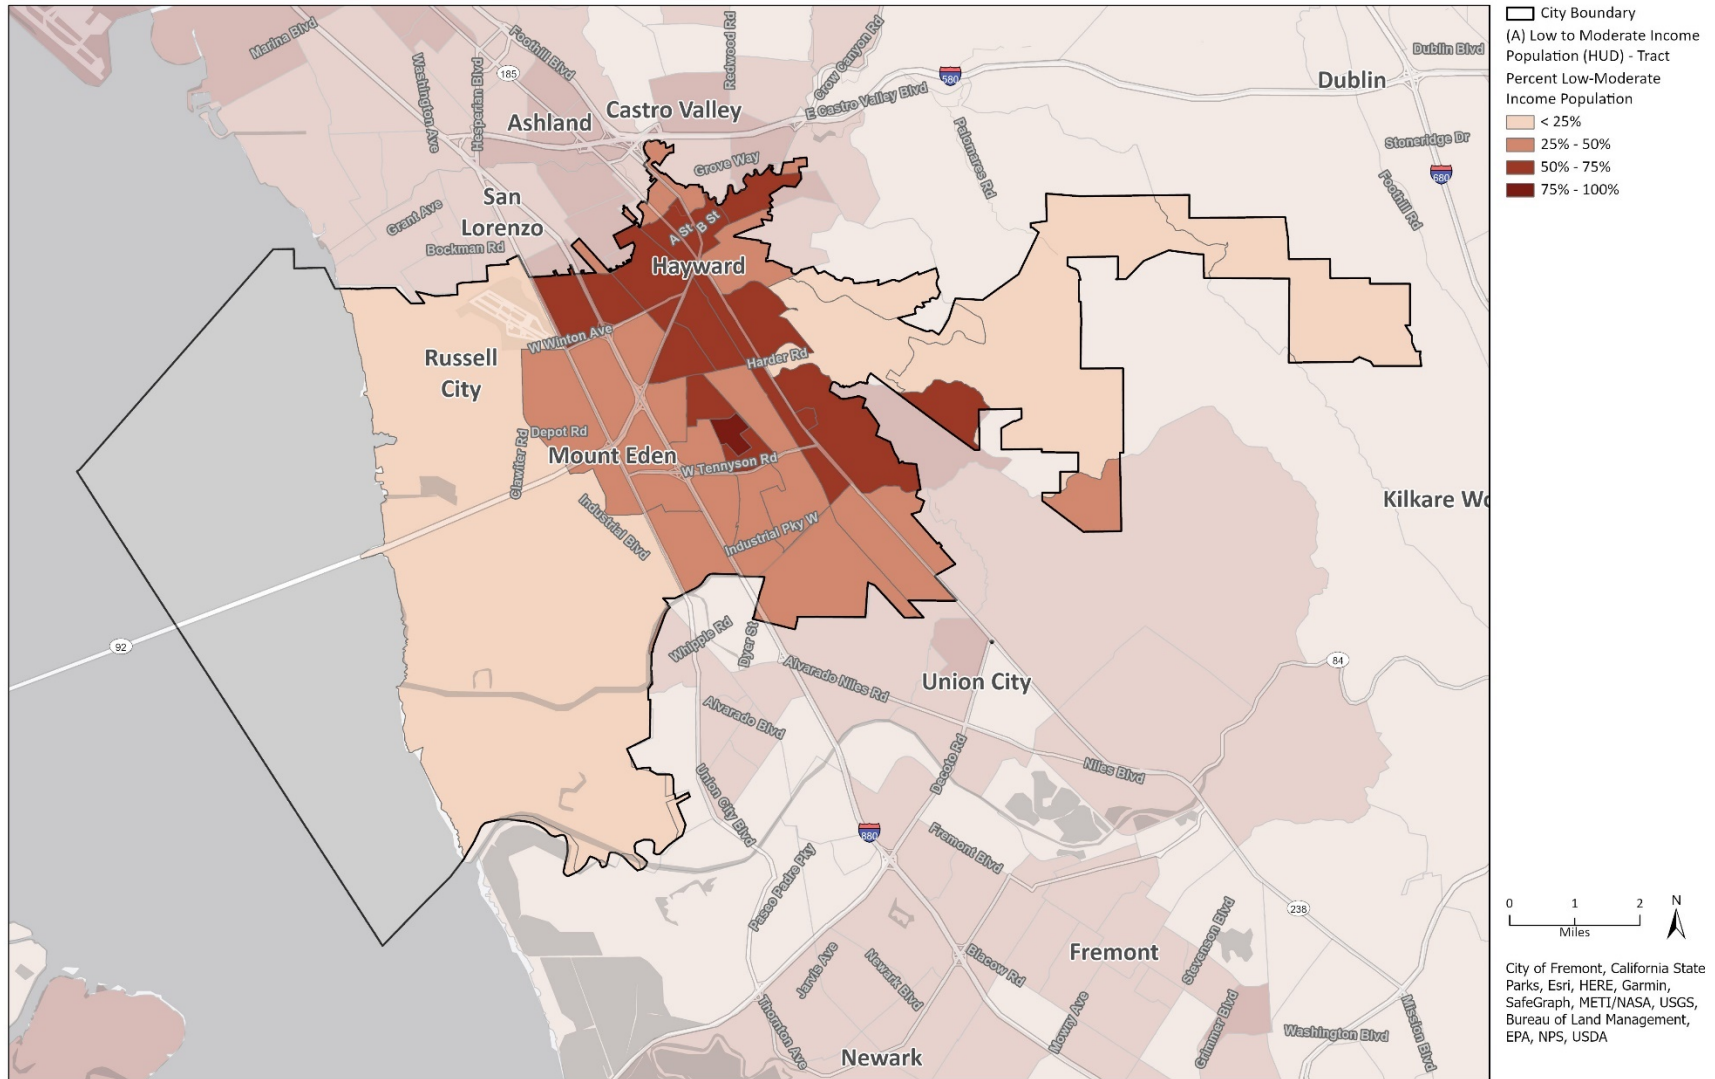 City Boundary
(A) Low to Moderate Income
Population (HUD) - Tract
Percent Low-Moderate
Income Population
< 25%
25% - 50%
50% - 75%
75% - 100%
Marina Blvd
Washington Ave
Hesperian Blvd
185
Foothill Blvd
Redwood Rd
Crow Canyon Rd
580
Dublin Blvd
Dublin
Castro Valley
E Castro Valley Blvd
Ashland
Palomares Rd
Stoneridge Dr
680
Grove Way
Foothill Rd
San
Lorenzo
Grant Ave
Bockman Rd
A St
B St
Hayward
W Winton Ave
Russell
City
Harder Rd
Depot Rd
Mount Eden
Clawiter Rd
W Tennyson Rd
Kilkare Wo
Industrial Blvd
Industrial Pky W
92
Whipple Rd
Dyer St
84
Alvarado Niles Rd
Union City
Alvarado Blvd
Decoto Rd
Niles Blvd
Union City Blvd
880
Fremont Blvd
Paseo Padre Pky
238
Stevenson Blvd
Fremont
Jarvis Ave
Newark Blvd
Blacow Rd
Mowry Ave
Grimmer Blvd
Washington Blvd
Mission Blvd
Thornton Ave
Newark
0 1 2
Miles
N
City of Fremont, California State
Parks, Esri, HERE, Garmin,
SafeGraph, METI/NASA, USGS,
Bureau of Land Management,
EPA, NPS, USDA